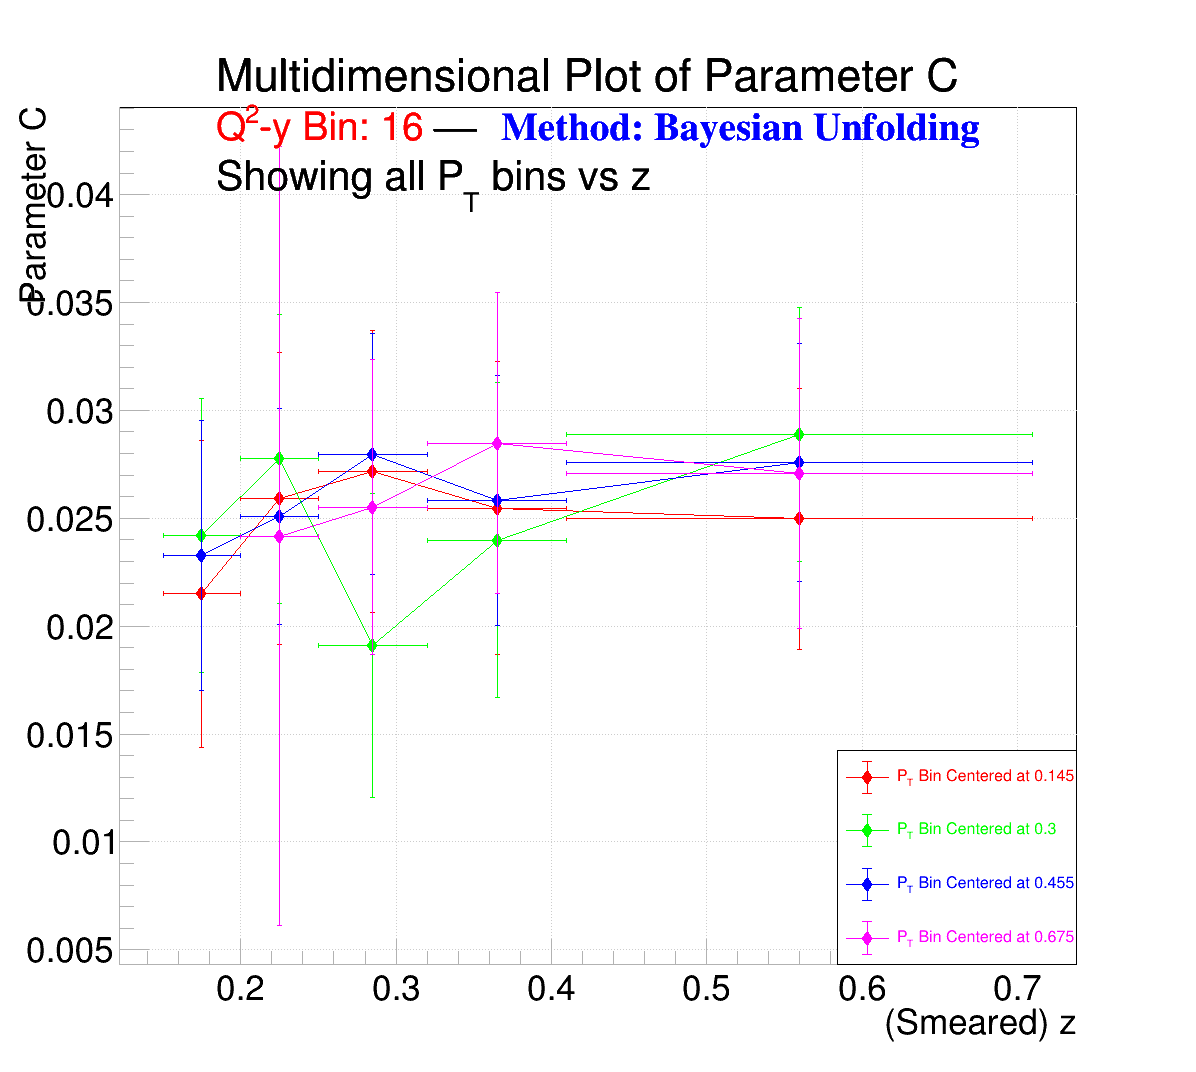 Multidimensional Plot of Parameter C
Q²-y Bin: 16 — Method: Bayesian Unfolding
Showing all P_T bins vs z
Parameter C
0.04
0.035
0.03
0.025
0.02
0.015
0.01
0.005
0.2 0.3 0.4 0.5 0.6 0.7
(Smeared) z
P_T Bin Centered at 0.145
P_T Bin Centered at 0.3
P_T Bin Centered at 0.455
P_T Bin Centered at 0.675